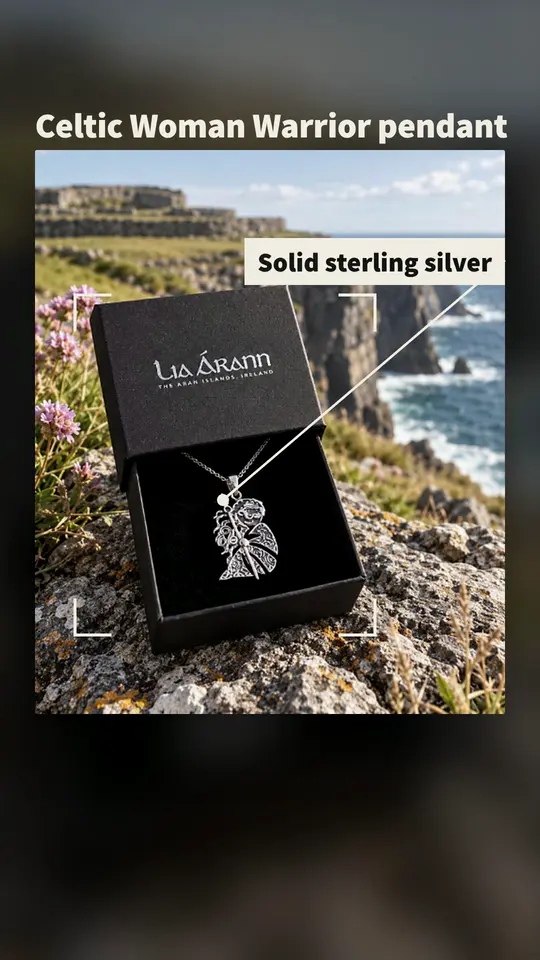 Celtic Woman Warrior pendant
Solid sterling silver
LIA ÁRANN
THE ARAN ISLANDS, IRELAND